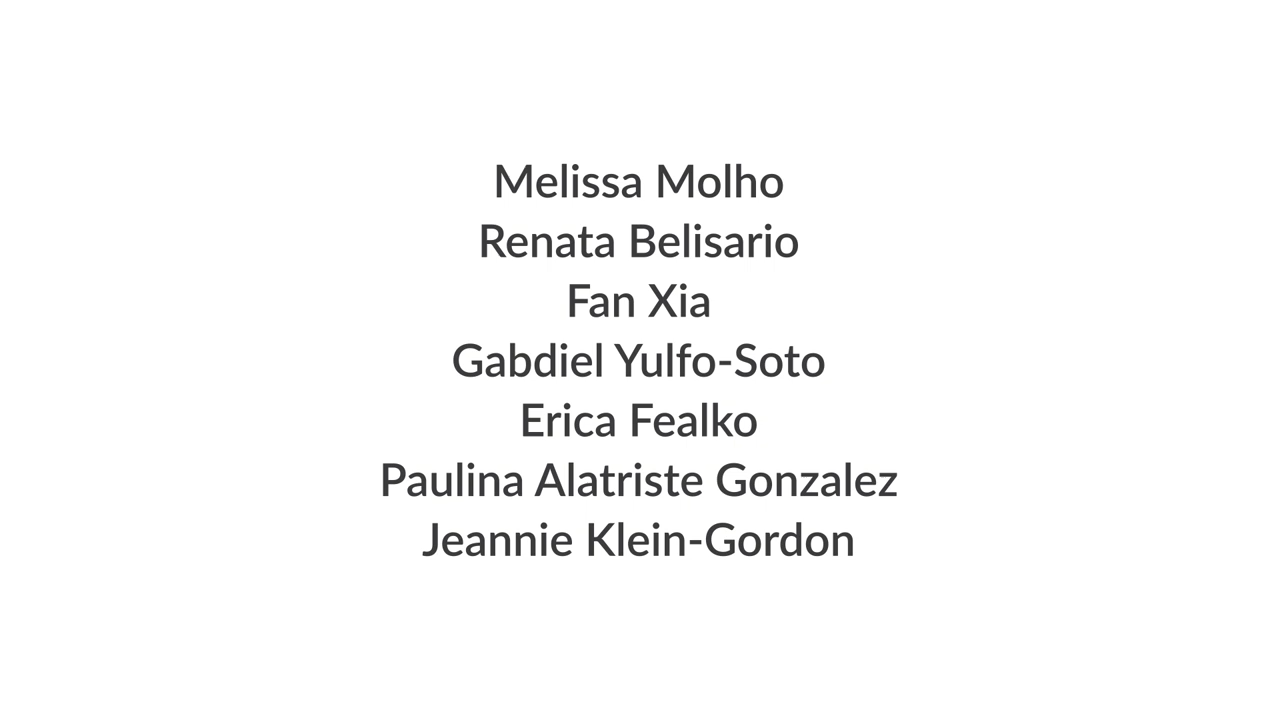 Melissa Molho
Renata Belisario
Fan Xia
Gabdiel Yulfo-Soto
Erica Fealko
Paulina Alatriste Gonzalez
Jeannie Klein-Gordon